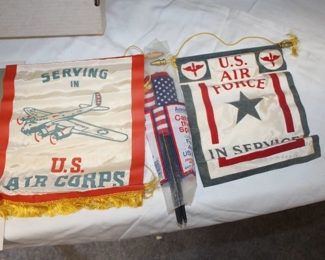 SERVING
IN
U.S.
AIR CORPS
U.S.
AIR
FORCE
IN SERVICE